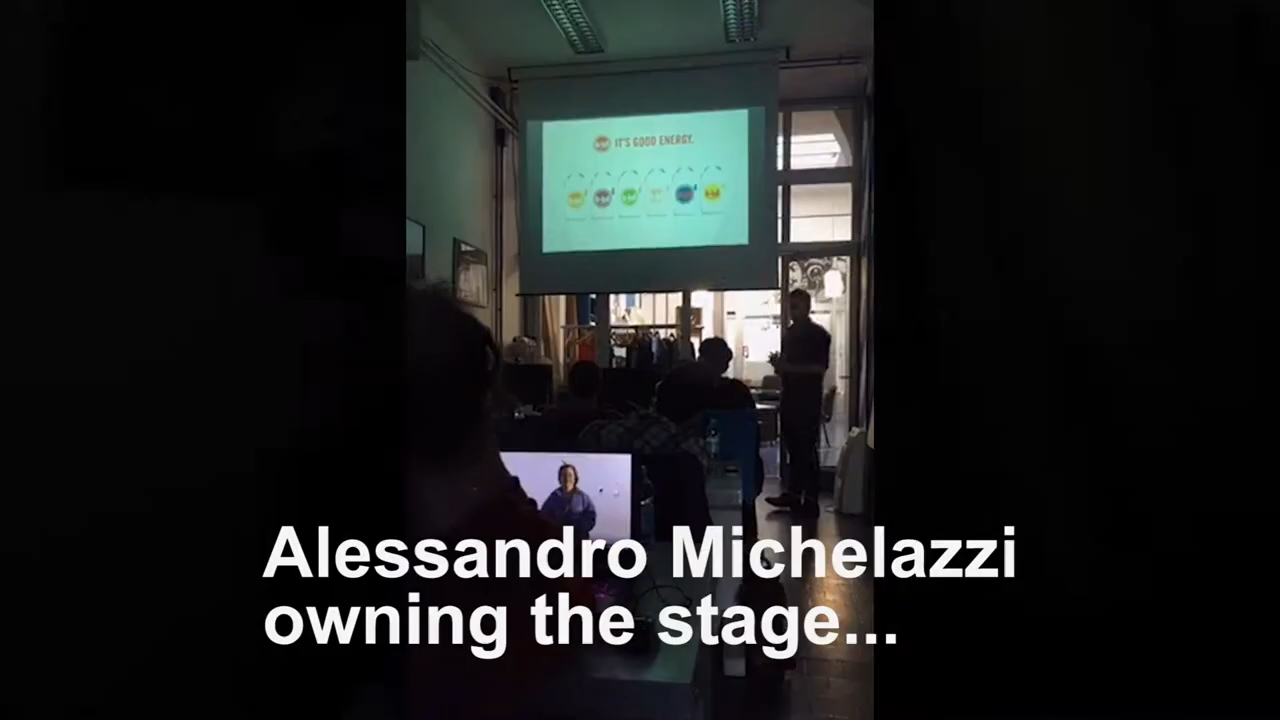 IT'S GOOD ENERGY.
Alessandro Michelazzi
owning the stage...